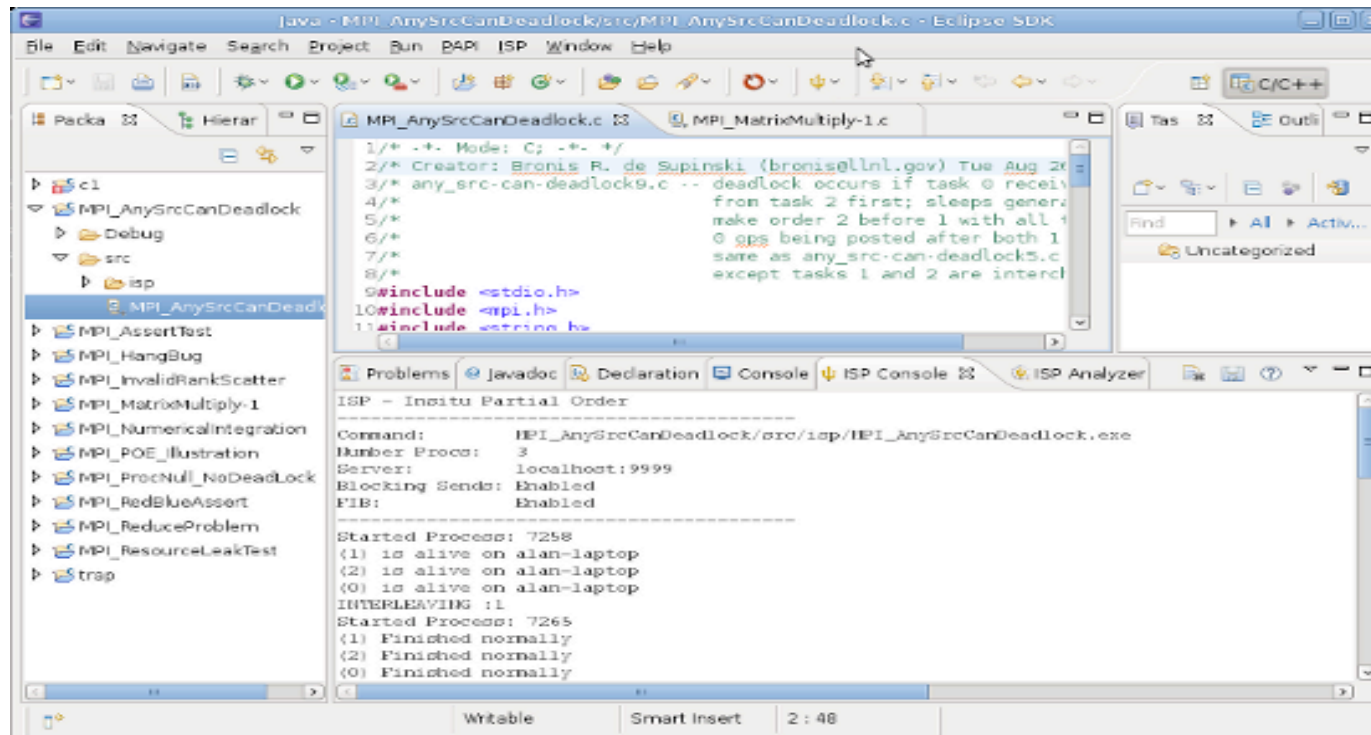 Java - MPI_AnySrcCanDeadlock/src/MPI_AnySrcCanDeadlock.c - Eclipse SDK
File Edit Navigate Search Project Run PAPI ISP Window Help
C/C++
Packa Hierar
MPI_AnySrcCanDeadlock.c MPI_MatrixMultiply-1.c
Tas Outli
c1
MPI_AnySrcCanDeadlock
Debug
src
isp
MPI_AnySrcCanDeadl
MPI_AssertTest
MPI_HangBug
MPI_InvalidRankScatter
MPI_MatrixMultiply-1
MPI_NumericalIntegration
MPI_POE_Illustration
MPI_ProcNull_NoDeadLock
MPI_RedBlueAssert
MPI_ReduceProblem
MPI_ResourceLeakTest
trap
1/* -*- Mode: C; -*- */
2/* Creator: Bronis R. de Supinski (bronis@llnl.gov) Tue Aug
3/* any_src-can-deadlock9.c -- deadlock occurs if task 0 receiv
4/* from task 2 first; sleeps genera
5/* make order 2 before 1 with all
6/* 0 ops being posted after both 1
7/* same as any_src-can-deadlock5.c
8/* except tasks 1 and 2 are interch
9#include <stdio.h>
10#include <mpi.h>
11#include <string.h>
Find All Activ...
Uncategorized
Problems Javadoc Declaration Console ISP Console ISP Analyzer
ISP - Insitu Partial Order
----------------------------------------
Command: MPI_AnySrcCanDeadlock/src/isp/MPI_AnySrcCanDeadlock.exe
Number Procs: 3
Server: localhost:9999
Blocking Sends: Enabled
FIB: Enabled
----------------------------------------
Started Process: 7258
(1) is alive on alan-laptop
(2) is alive on alan-laptop
(0) is alive on alan-laptop
INTERLEAVING :1
Started Process: 7265
(1) Finished normally
(2) Finished normally
(0) Finished normally
Writable Smart Insert 2 : 48